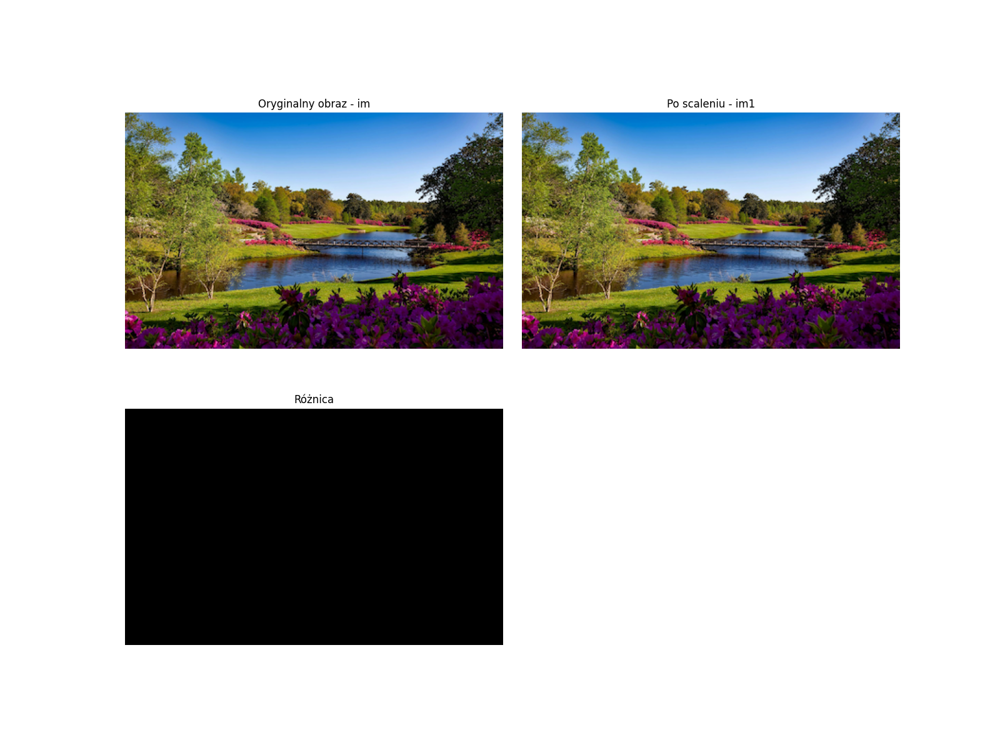 Oryginalny obraz - im
Po scaleniu - im1
Różnica